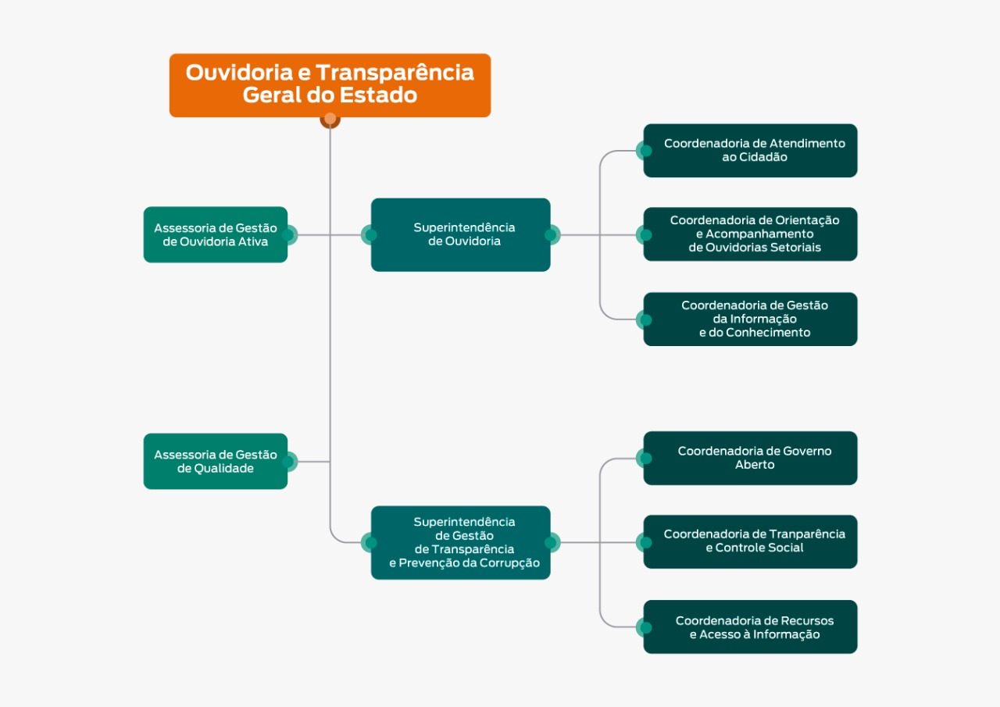 Ouvidoria e Transparência
Geral do Estado
Assessoria de Gestão
de Ouvidoria Ativa
Superintendência
de Ouvidoria
Coordenadoria de Atendimento
ao Cidadão
Coordenadoria de Orientação
e Acompanhamento
de Ouvidorias Setoriais
Coordenadoria de Gestão
da Informação
e do Conhecimento
Assessoria de Gestão
de Qualidade
Superintendência
de Gestão
de Transparência
e Prevenção da Corrupção
Coordenadoria de Governo
Aberto
Coordenadoria de Tranparência
e Controle Social
Coordenadoria de Recursos
e Acesso à Informação